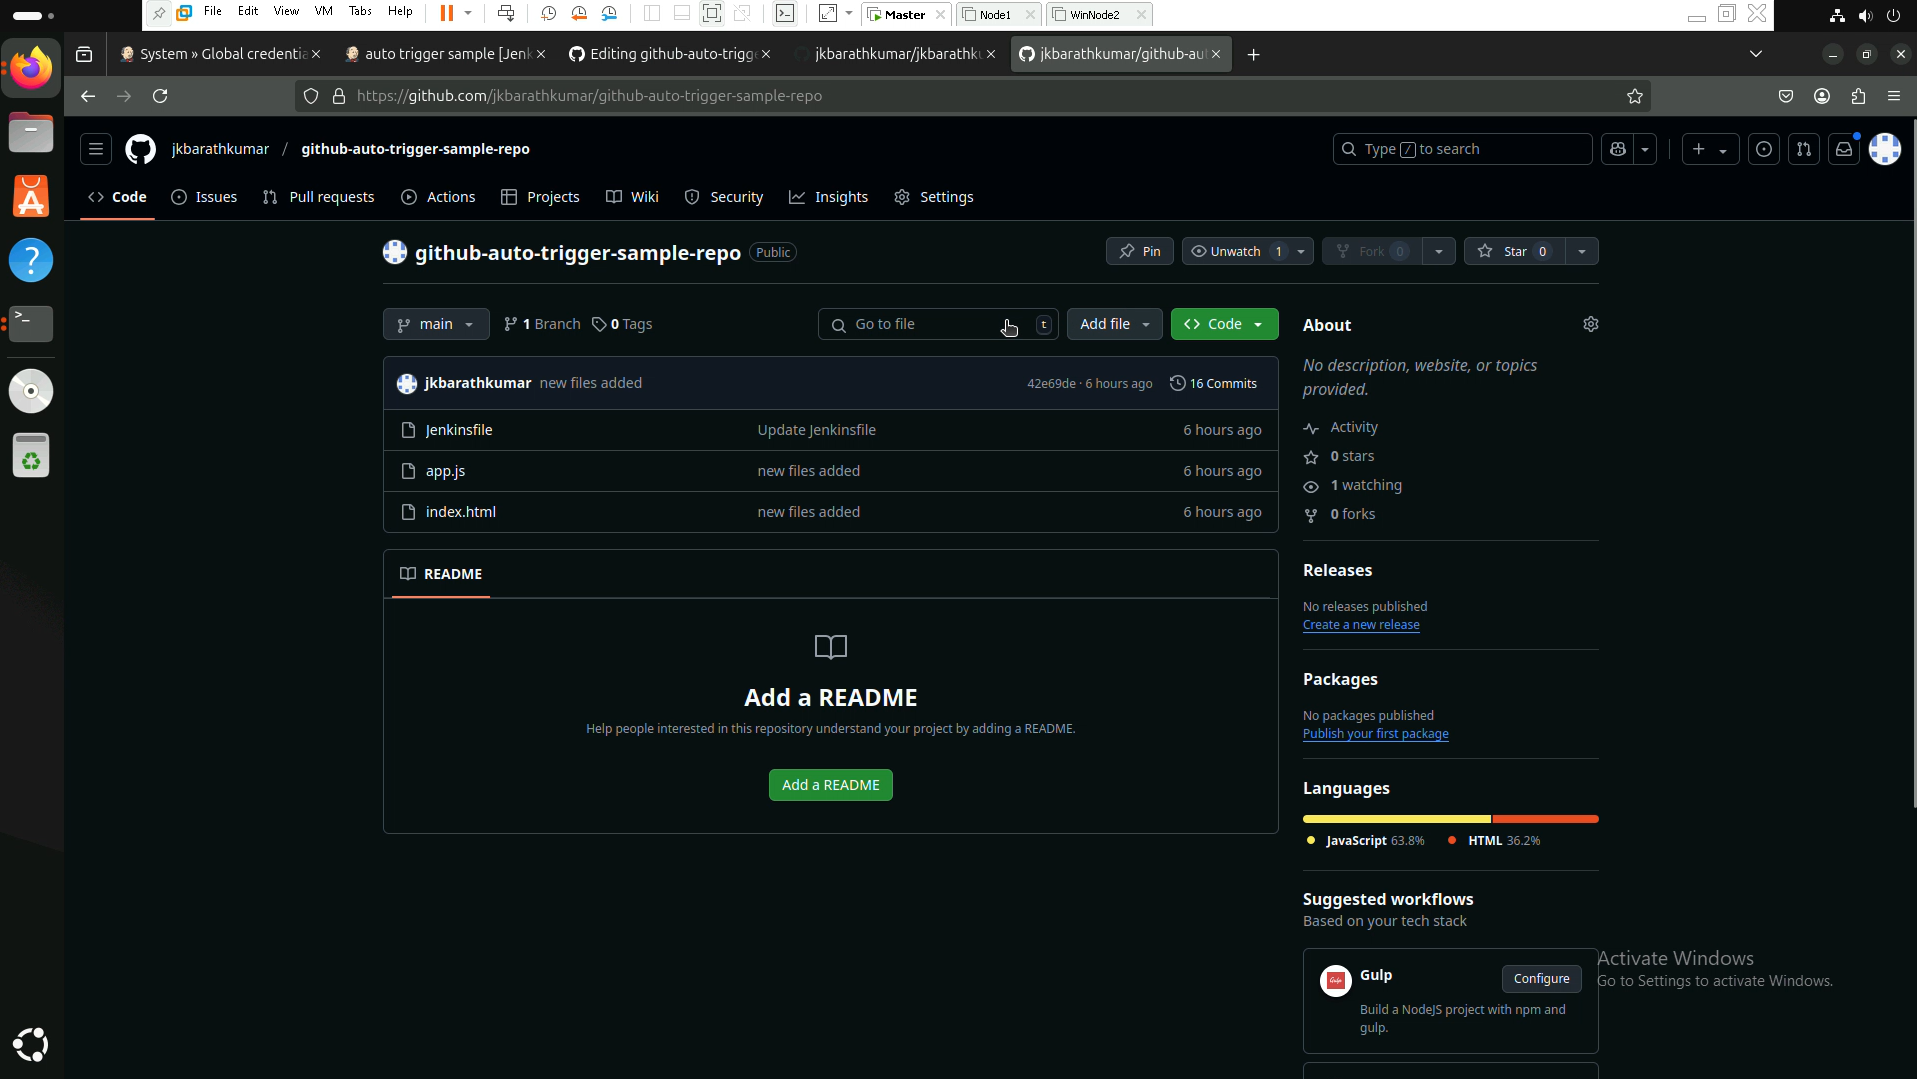 File Edit View VM Tabs Help Master Node1 WinNode2
System » Global credentia auto trigger sample [Jenk Editing github-auto-trigge jkbarathkumar/jkbarathku jkbarathkumar/github-au
https://github.com/jkbarathkumar/github-auto-trigger-sample-repo
jkbarathkumar / github-auto-trigger-sample-repo Type / to search
Code Issues Pull requests Actions Projects Wiki Security Insights Settings
github-auto-trigger-sample-repo Public Pin Unwatch 1 Fork 0 Star 0
main 1 Branch 0 Tags Go to file t Add file Code
jkbarathkumar new files added 42e69de · 6 hours ago 16 Commits
Jenkinsfile Update Jenkinsfile 6 hours ago
app.js new files added 6 hours ago
index.html new files added 6 hours ago
README
Add a README
Help people interested in this repository understand your project by adding a README.
Add a README
About
No description, website, or topics
provided.
Activity
0 stars
1 watching
0 forks
Releases
No releases published
Create a new release
Packages
No packages published
Publish your first package
Languages
JavaScript 63.8% HTML 36.2%
Suggested workflows
Based on your tech stack
Gulp Configure
Build a NodeJS project with npm and
gulp.
Activate Windows
Go to Settings to activate Windows.